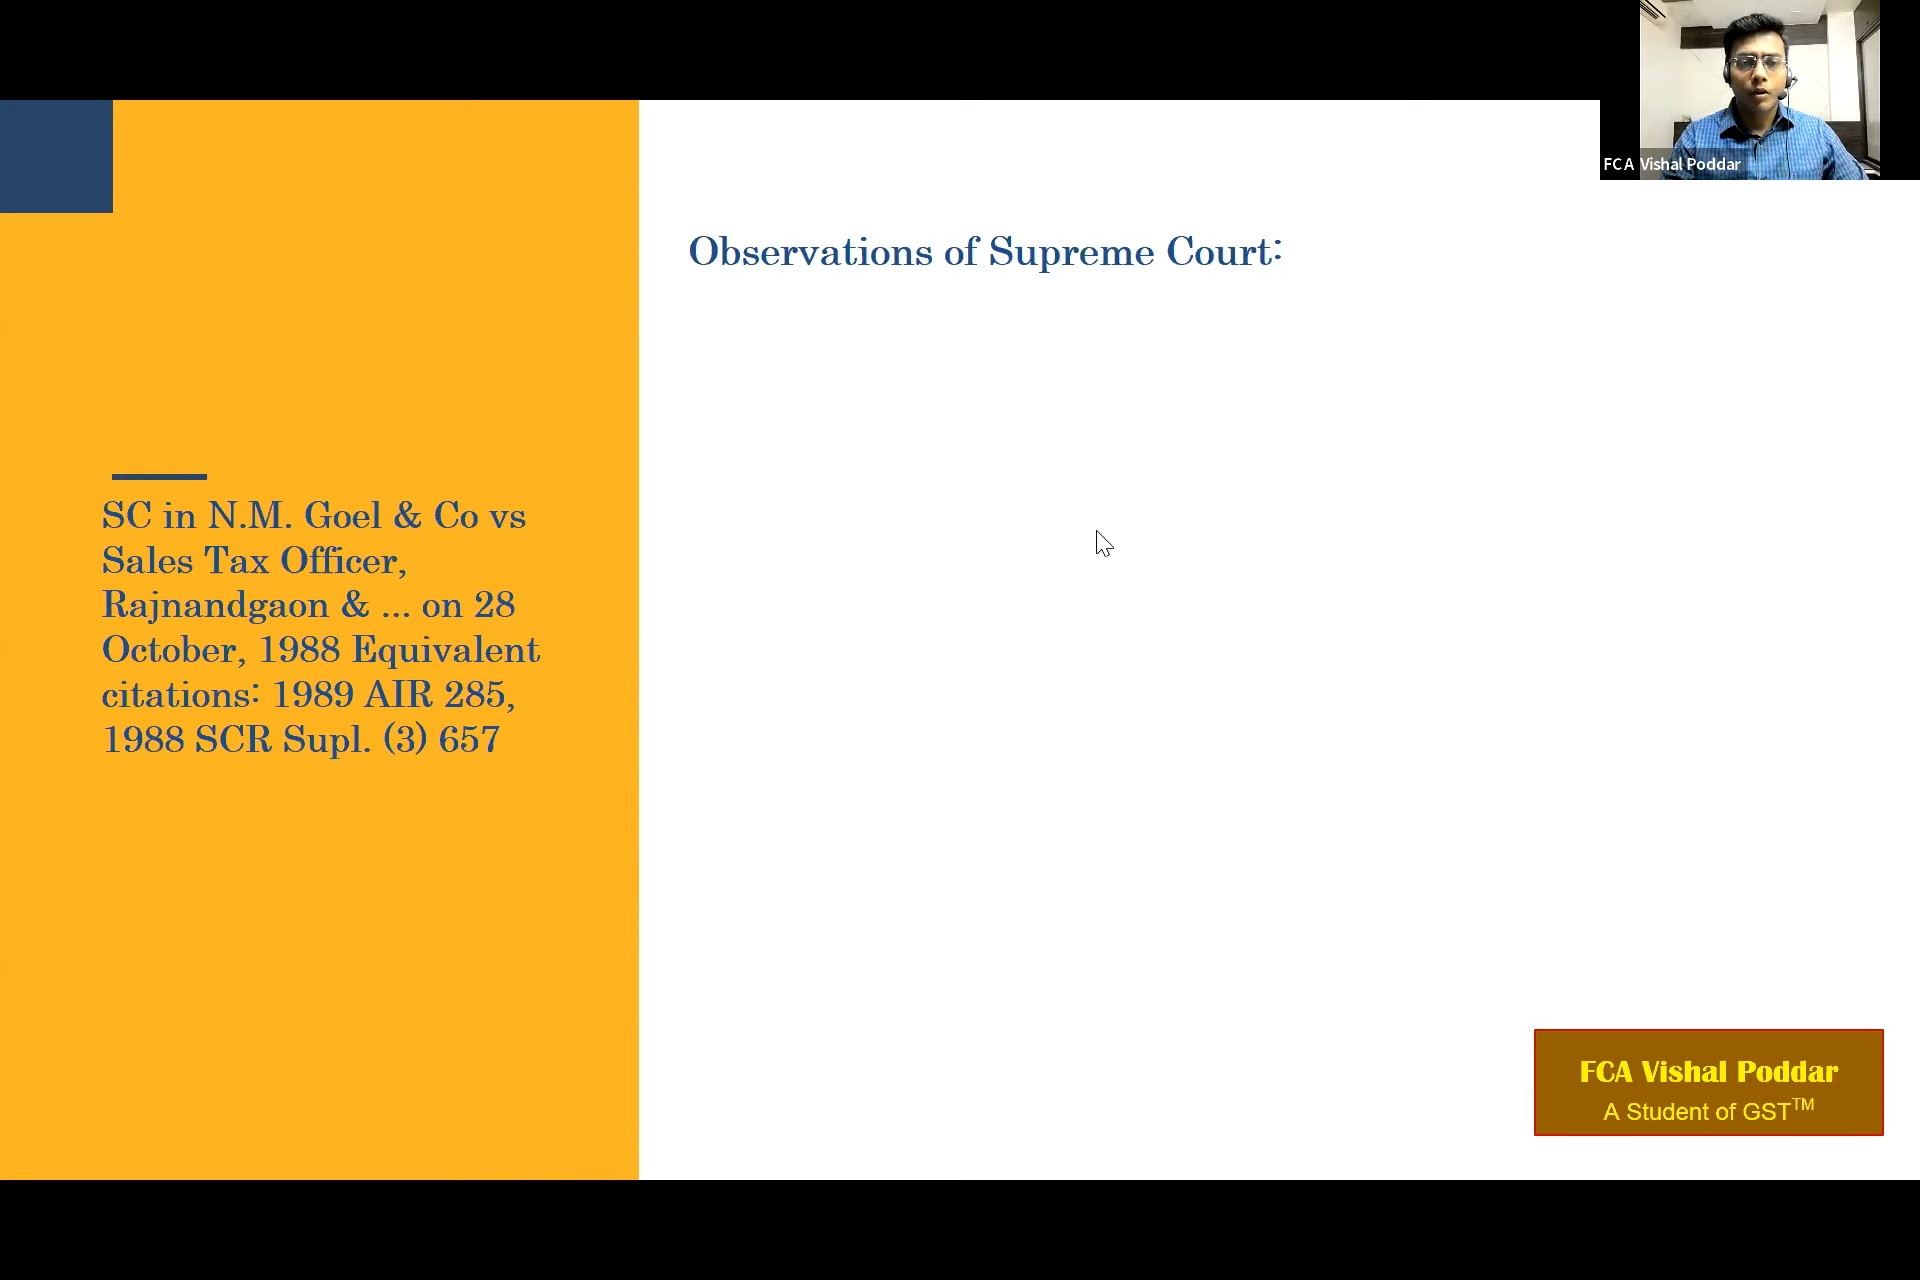 FCA Vishal Poddar
Observations of Supreme Court:
SC in N.M. Goel & Co vs
Sales Tax Officer,
Rajnandgaon & ... on 28
October, 1988 Equivalent
citations: 1989 AIR 285,
1988 SCR Supl. (3) 657
FCA Vishal Poddar
A Student of GST™